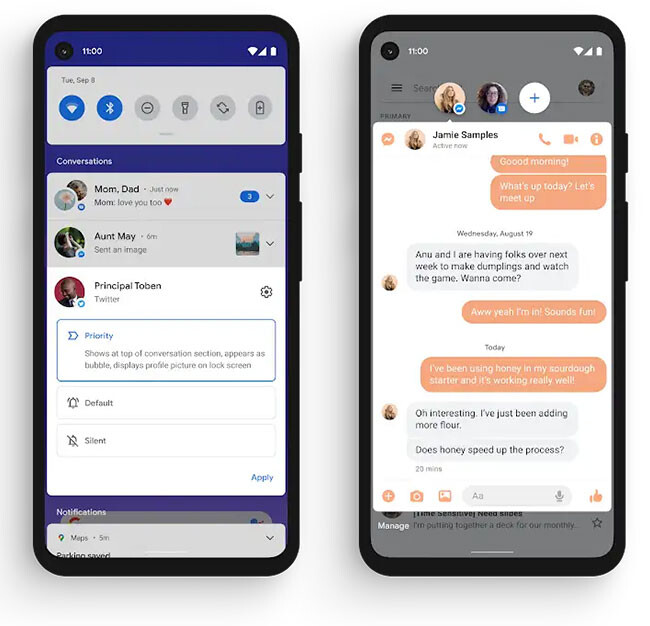 11:00
Tue, Sep 8
Conversations
Mom, Dad • Just now
Mom: love you too ❤️
3
Aunt May • 6m
Sent an image
Principal Toben
Twitter
Priority
Shows at top of conversation section, appears as
bubble, displays profile picture on lock screen
Default
Silent
Apply
Notifications
Maps • 5m
Parking saved
11:00
Sear
PRIMARY
Jamie Samples
Active now
Goood morning!
What's up today? Let's
meet up
Wednesday, August 19
Anu and I are having folks over next
week to make dumplings and watch
the game. Wanna come?
Aww yeah I'm in! Sounds fun!
Today
I've been using honey in my sourdough
starter and it's working really well!
Oh interesting. I've just been adding
more flour.
Does honey speed up the process?
20 mins
Aa
[Time Sensitive] Need slides
Manage
I'm putting together a deck for our monthly...